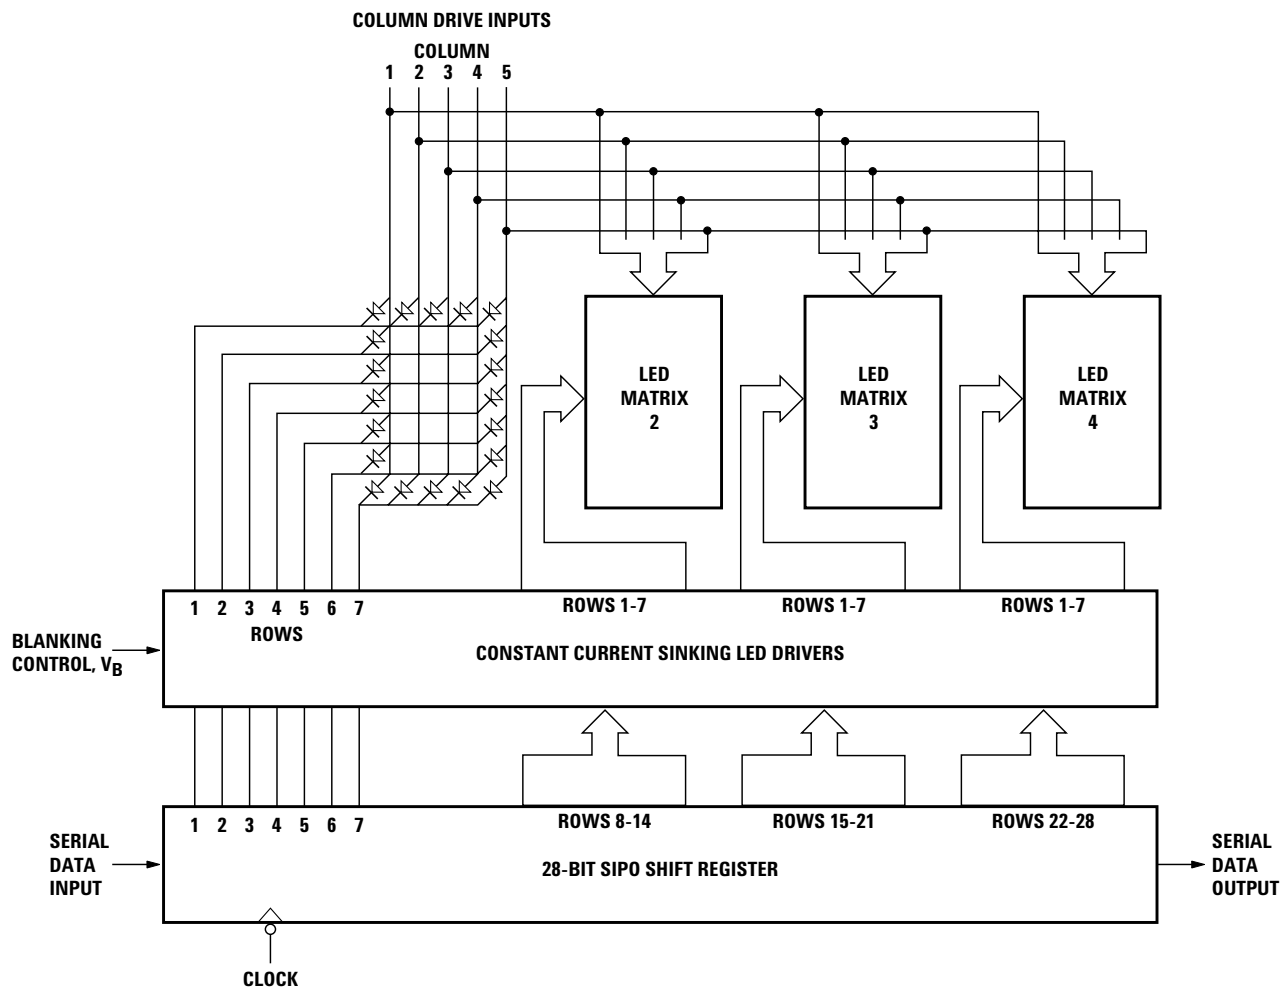 COLUMN DRIVE INPUTS
COLUMN
1 2 3 4 5
LED
MATRIX
2
LED
MATRIX
3
LED
MATRIX
4
1 2 3 4 5 6 7
ROWS
ROWS 1-7
ROWS 1-7
ROWS 1-7
BLANKING
CONTROL, VB
CONSTANT CURRENT SINKING LED DRIVERS
1 2 3 4 5 6 7
ROWS 8-14
ROWS 15-21
ROWS 22-28
SERIAL
DATA
INPUT
28-BIT SIPO SHIFT REGISTER
SERIAL
DATA
OUTPUT
CLOCK